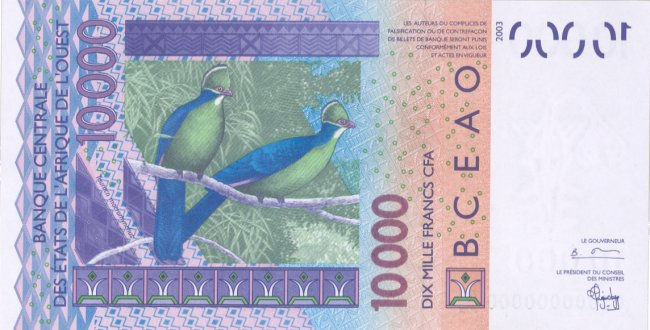 BANQUE CENTRALE
DES ETATS DE L'AFRIQUE DE L'OUEST
10000
LES AUTEURS OU COMPLICES DE
FALSIFICATION OU DE CONTREFAÇON
DE BILLETS DE BANQUE SERONT PUNIS
CONFORMÉMENT AUX LOIS
ET ACTES EN VIGUEUR
2003
10000
10000
DIX MILLE FRANCS CFA
BCEAO
LE GOUVERNEUR
LE PRÉSIDENT DU CONSEIL
DES MINISTRES